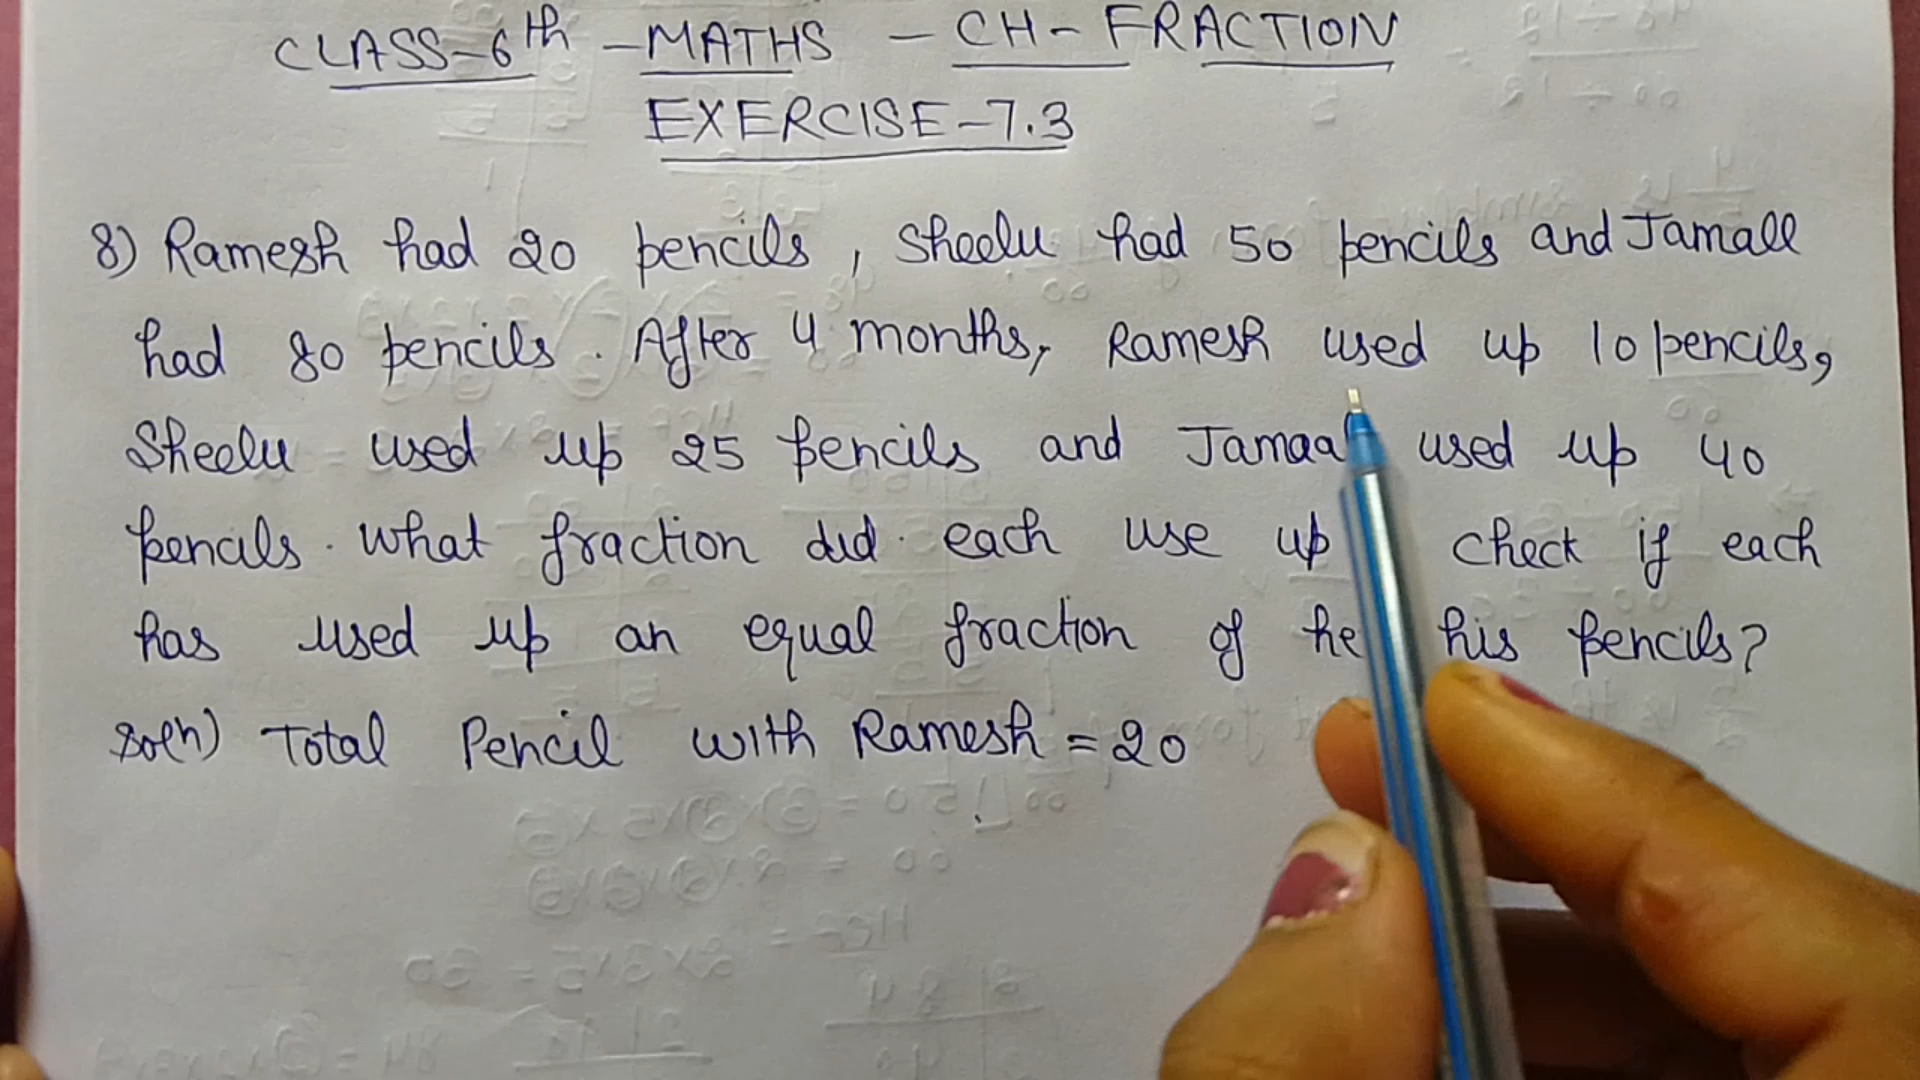 CLASS-6th - MATHS - CH - FRACTION
EXERCISE-7.3
8) Ramesh had 20 pencils, Sheelu had 50 pencils and Jamall
had 80 pencils. After 4 months, Ramesh used up 10 pencils,
Sheelu used up 25 pencils and Jamaal used up 40
pencils. What fraction did each use up check if each
has used up an equal fraction of he his pencils?
Soln) Total Pencil with Ramesh = 20